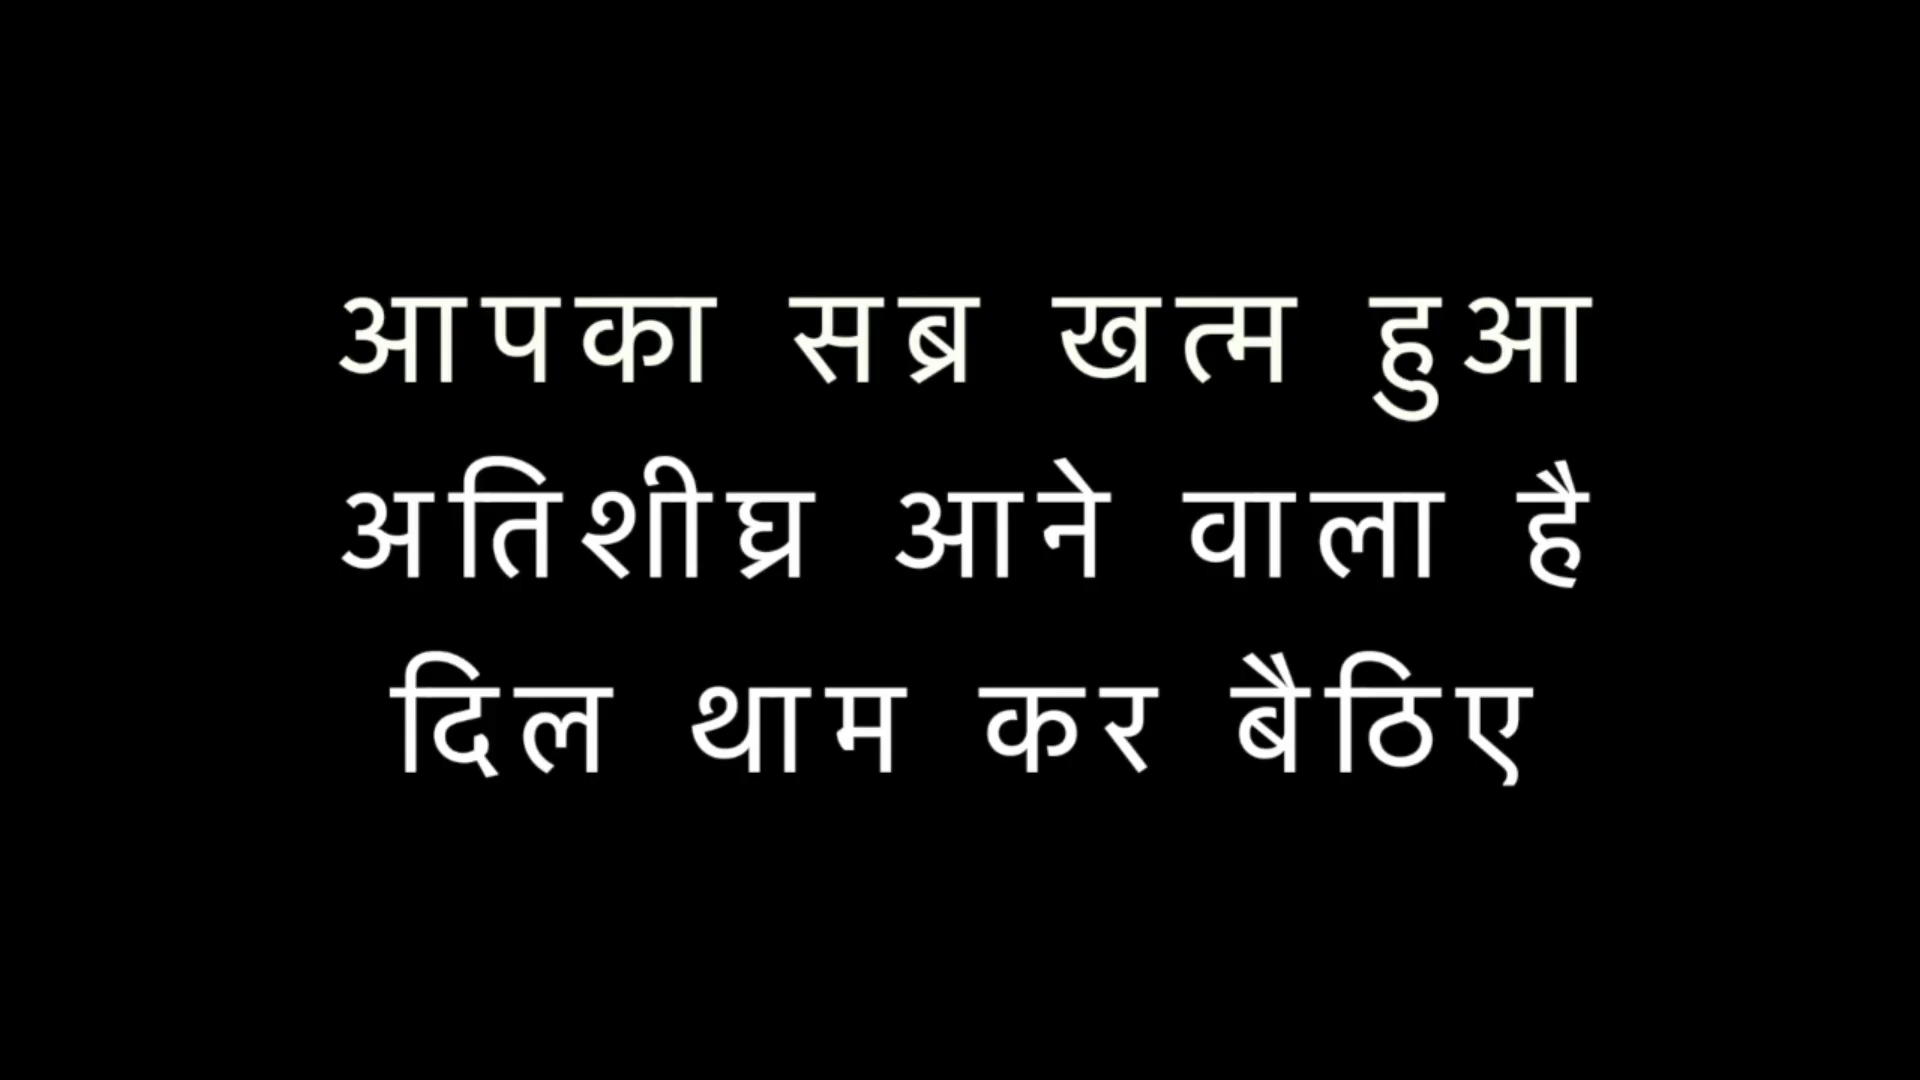 आपका सब्र खत्म हुआ
अतिशीघ्र आने वाला है
दिल थाम कर बैठिए